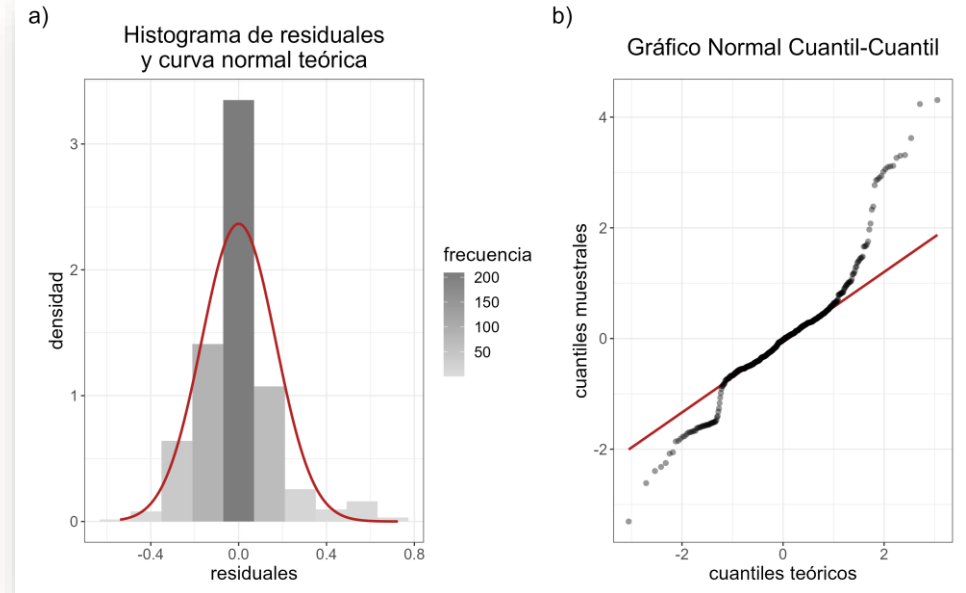 a)
Histograma de residuales
y curva normal teórica
3
2
1
0
densidad
-0.4
0.0
0.4
0.8
residuales
frecuencia
200
150
100
50
b)
Gráfico Normal Cuantil-Cuantil
4
2
0
-2
cuantiles muestrales
-2
0
2
cuantiles teóricos